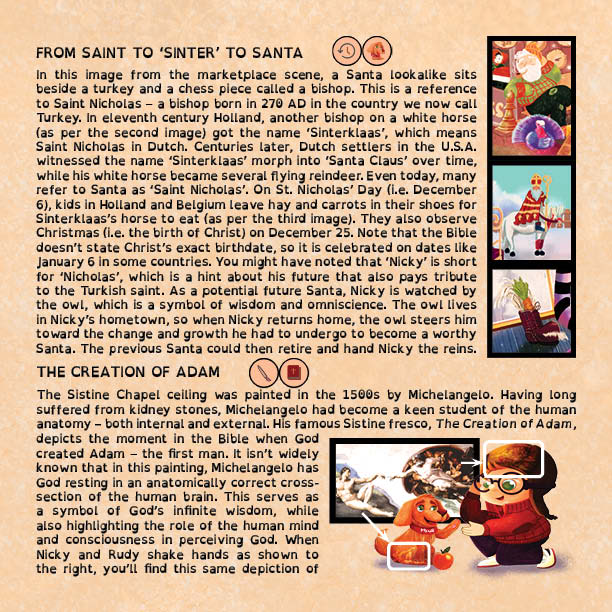 FROM SAINT TO ‘SINTER’ TO SANTA
In this image from the marketplace scene, a Santa lookalike sits
beside a turkey and a chess piece called a bishop. This is a reference
to Saint Nicholas – a bishop born in 270 AD in the country we now call
Turkey. In eleventh century Holland, another bishop on a white horse
(as per the second image) got the name ‘Sinterklaas’, which means
Saint Nicholas in Dutch. Centuries later, Dutch settlers in the U.S.A.
witnessed the name ‘Sinterklaas’ morph into ‘Santa Claus’ over time,
while his white horse became several flying reindeer. Even today, many
refer to Santa as ‘Saint Nicholas’. On St. Nicholas’ Day (i.e. December
6), kids in Holland and Belgium leave hay and carrots in their shoes for
Sinterklaas’s horse to eat (as per the third image). They also observe
Christmas (i.e. the birth of Christ) on December 25. Note that the Bible
doesn’t state Christ’s exact birthdate, so it is celebrated on dates like
January 6 in some countries. You might have noted that ‘Nicky’ is short
for ‘Nicholas’, which is a hint about his future that also pays tribute
to the Turkish saint. As a potential future Santa, Nicky is watched by
the owl, which is a symbol of wisdom and omniscience. The owl lives
in Nicky’s hometown, so when Nicky returns home, the owl steers him
toward the change and growth he had to undergo to become a worthy
Santa. The previous Santa could then retire and hand Nicky the reins.
THE CREATION OF ADAM
The Sistine Chapel ceiling was painted in the 1500s by Michelangelo. Having long
suffered from kidney stones, Michelangelo had become a keen student of the human
anatomy – both internal and external. His famous Sistine fresco, The Creation of Adam,
depicts the moment in the Bible when God
created Adam – the first man. It isn’t widely
known that in this painting, Michelangelo has
God resting in an anatomically correct cross-
section of the human brain. This serves as
a symbol of God’s infinite wisdom, while
also highlighting the role of the human mind
and consciousness in perceiving God. When
Nicky and Rudy shake hands as shown to
the right, you’ll find this same depiction of